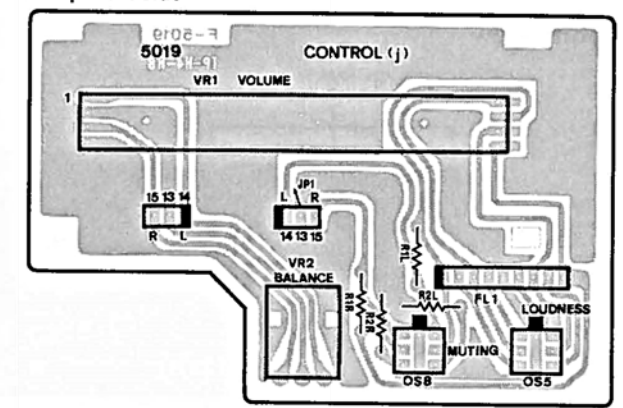 F-5019
5019
CONTROL (j)
VR1 VOLUME
1
15 13 14
R L
JP1
L R
14 13 15
VR2
BALANCE
R1R
R2R
R1L
R2L
FL1
LOUDNESS
MUTING
OS8
OS5